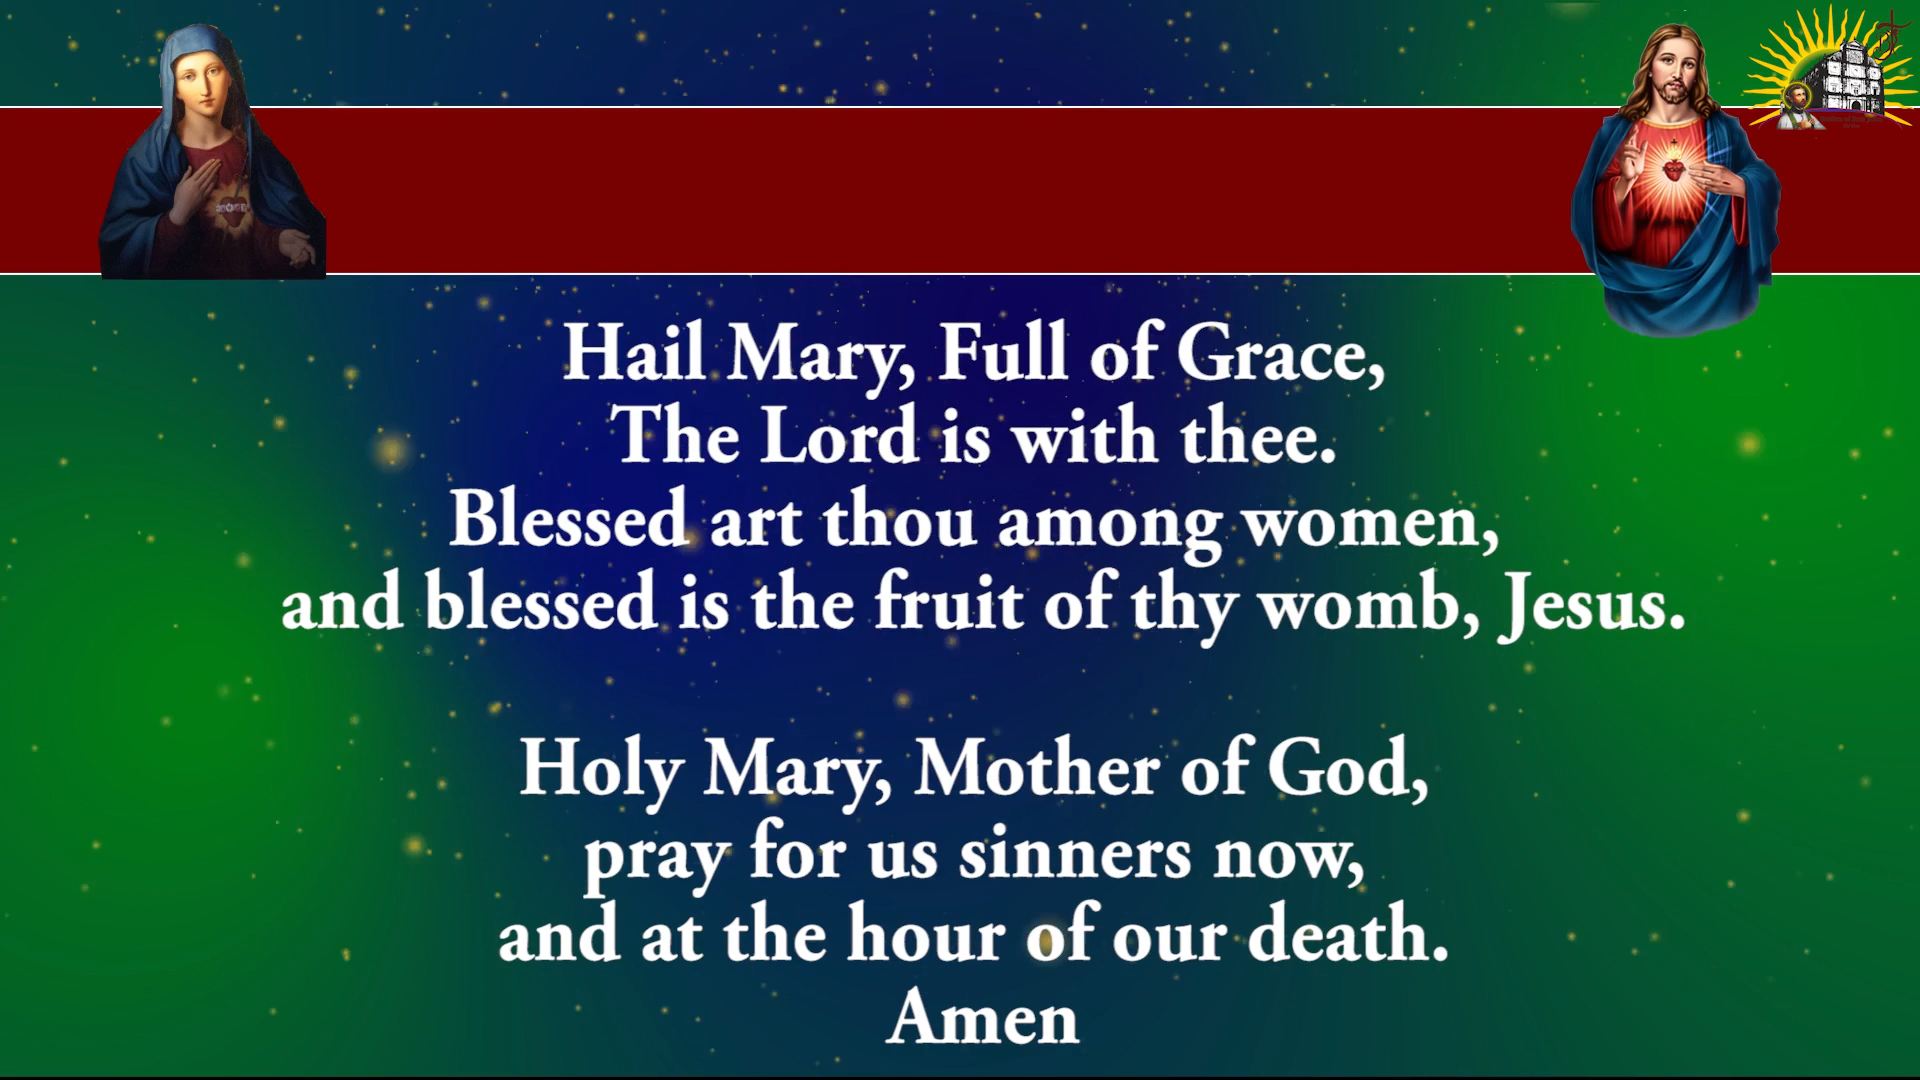 Hail Mary, Full of Grace,
The Lord is with thee.
Blessed art thou among women,
and blessed is the fruit of thy womb, Jesus.
Holy Mary, Mother of God,
pray for us sinners now,
and at the hour of our death.
Amen